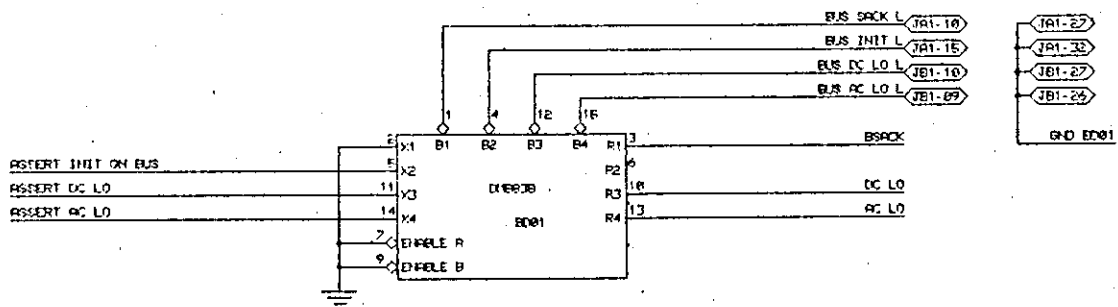 BUS SACK L JA1-10 JA1-27
BUS INIT L JA1-15 JA1-32
BUS DC LO L JB1-10 JB1-27
BUS AC LO L JB1-09 JB1-26
1 4 12 15
B1 B2 B3 B4
GND BD01
2 X1 R1 3 BSACK
ASSERT INIT ON BUS 5 X2 R2 6
ASSERT DC LO 11 X3 R3 10 DC LO
ASSERT AC LO 14 X4 R4 13 AC LO
BD01
7 ENABLE A
9 ENABLE B